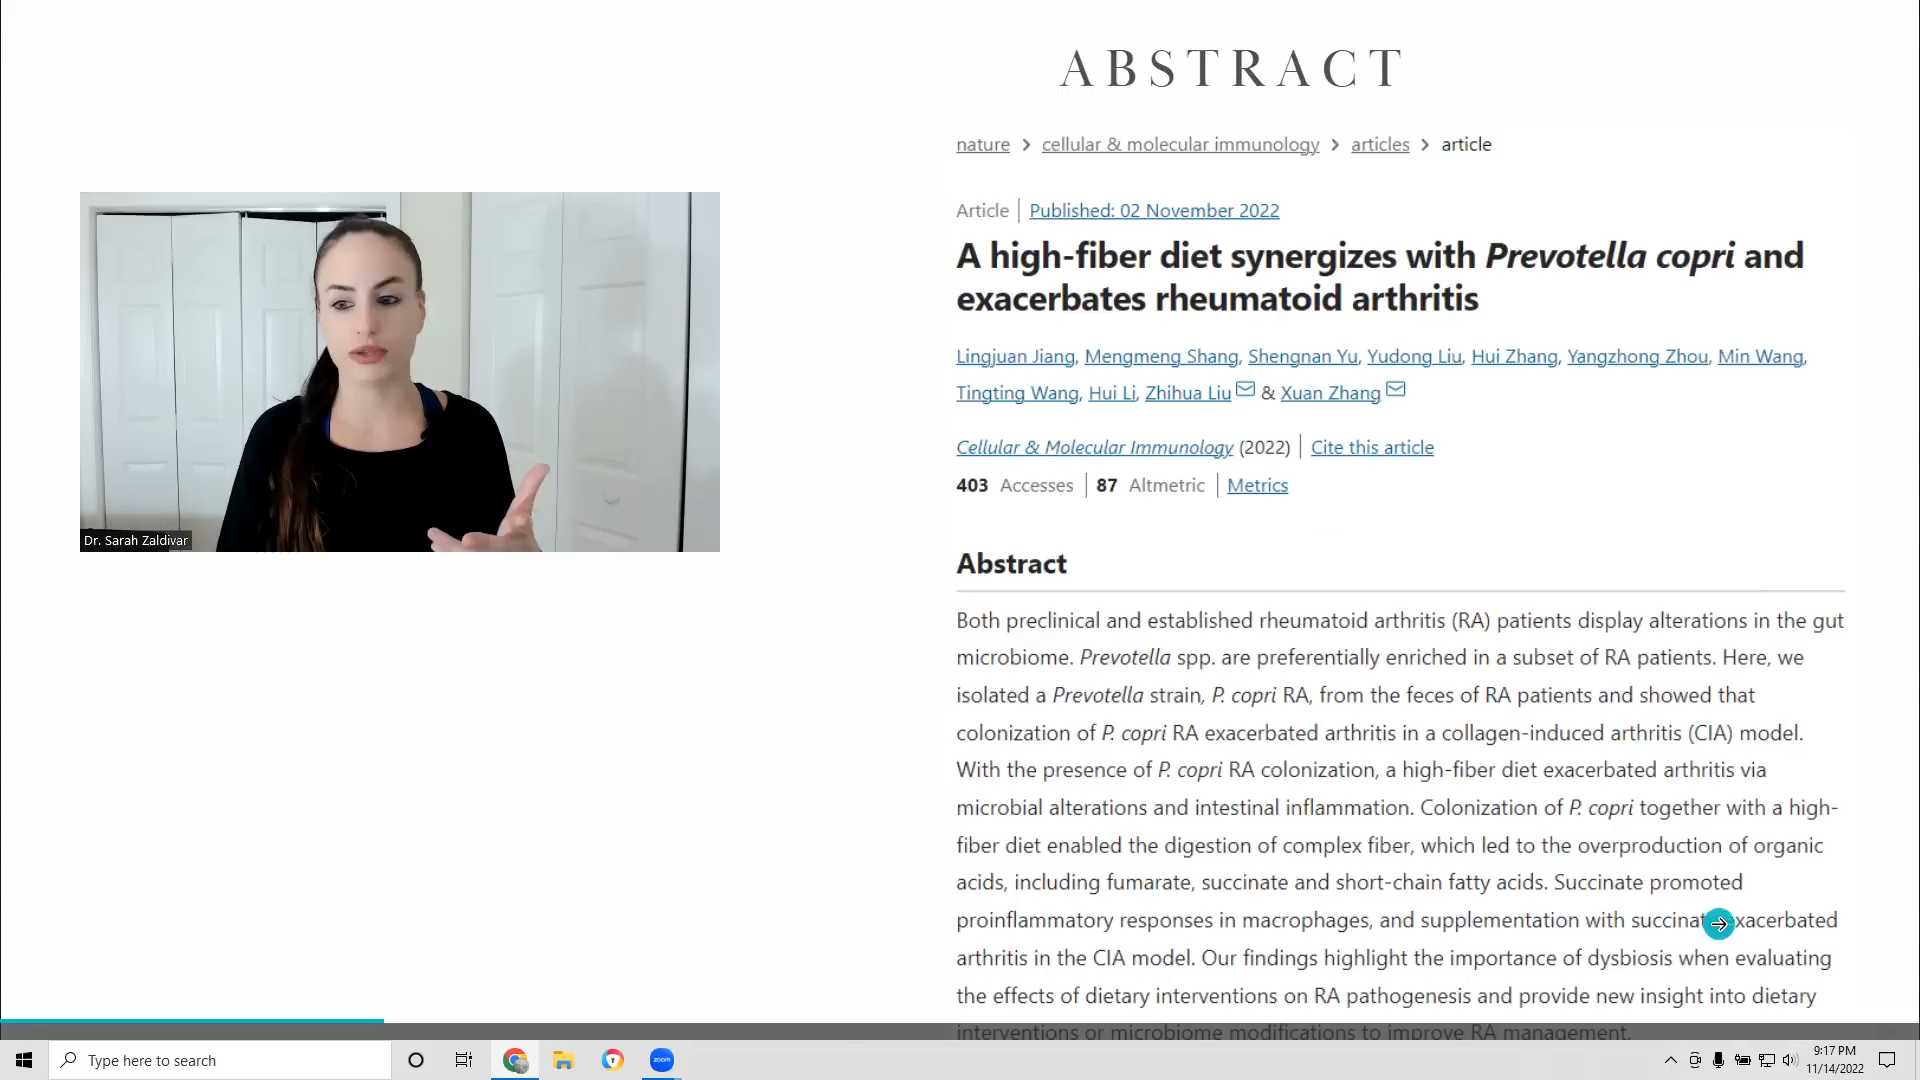 ABSTRACT
nature > cellular & molecular immunology > articles > article
Article | Published: 02 November 2022
A high-fiber diet synergizes with Prevotella copri and
exacerbates rheumatoid arthritis
Lingjuan Jiang, Mengmeng Shang, Shengnan Yu, Yudong Liu, Hui Zhang, Yangzhong Zhou, Min Wang,
Tingting Wang, Hui Li, Zhihua Liu & Xuan Zhang
Cellular & Molecular Immunology (2022) | Cite this article
403 Accesses | 87 Altmetric | Metrics
Dr. Sarah Zaldivar
Abstract
Both preclinical and established rheumatoid arthritis (RA) patients display alterations in the gut
microbiome. Prevotella spp. are preferentially enriched in a subset of RA patients. Here, we
isolated a Prevotella strain, P. copri RA, from the feces of RA patients and showed that
colonization of P. copri RA exacerbated arthritis in a collagen-induced arthritis (CIA) model.
With the presence of P. copri RA colonization, a high-fiber diet exacerbated arthritis via
microbial alterations and intestinal inflammation. Colonization of P. copri together with a high-
fiber diet enabled the digestion of complex fiber, which led to the overproduction of organic
acids, including fumarate, succinate and short-chain fatty acids. Succinate promoted
proinflammatory responses in macrophages, and supplementation with succinate exacerbated
arthritis in the CIA model. Our findings highlight the importance of dysbiosis when evaluating
the effects of dietary interventions on RA pathogenesis and provide new insight into dietary
interventions or microbiome modifications to improve RA management.
Type here to search
zoom
9:17 PM
11/14/2022